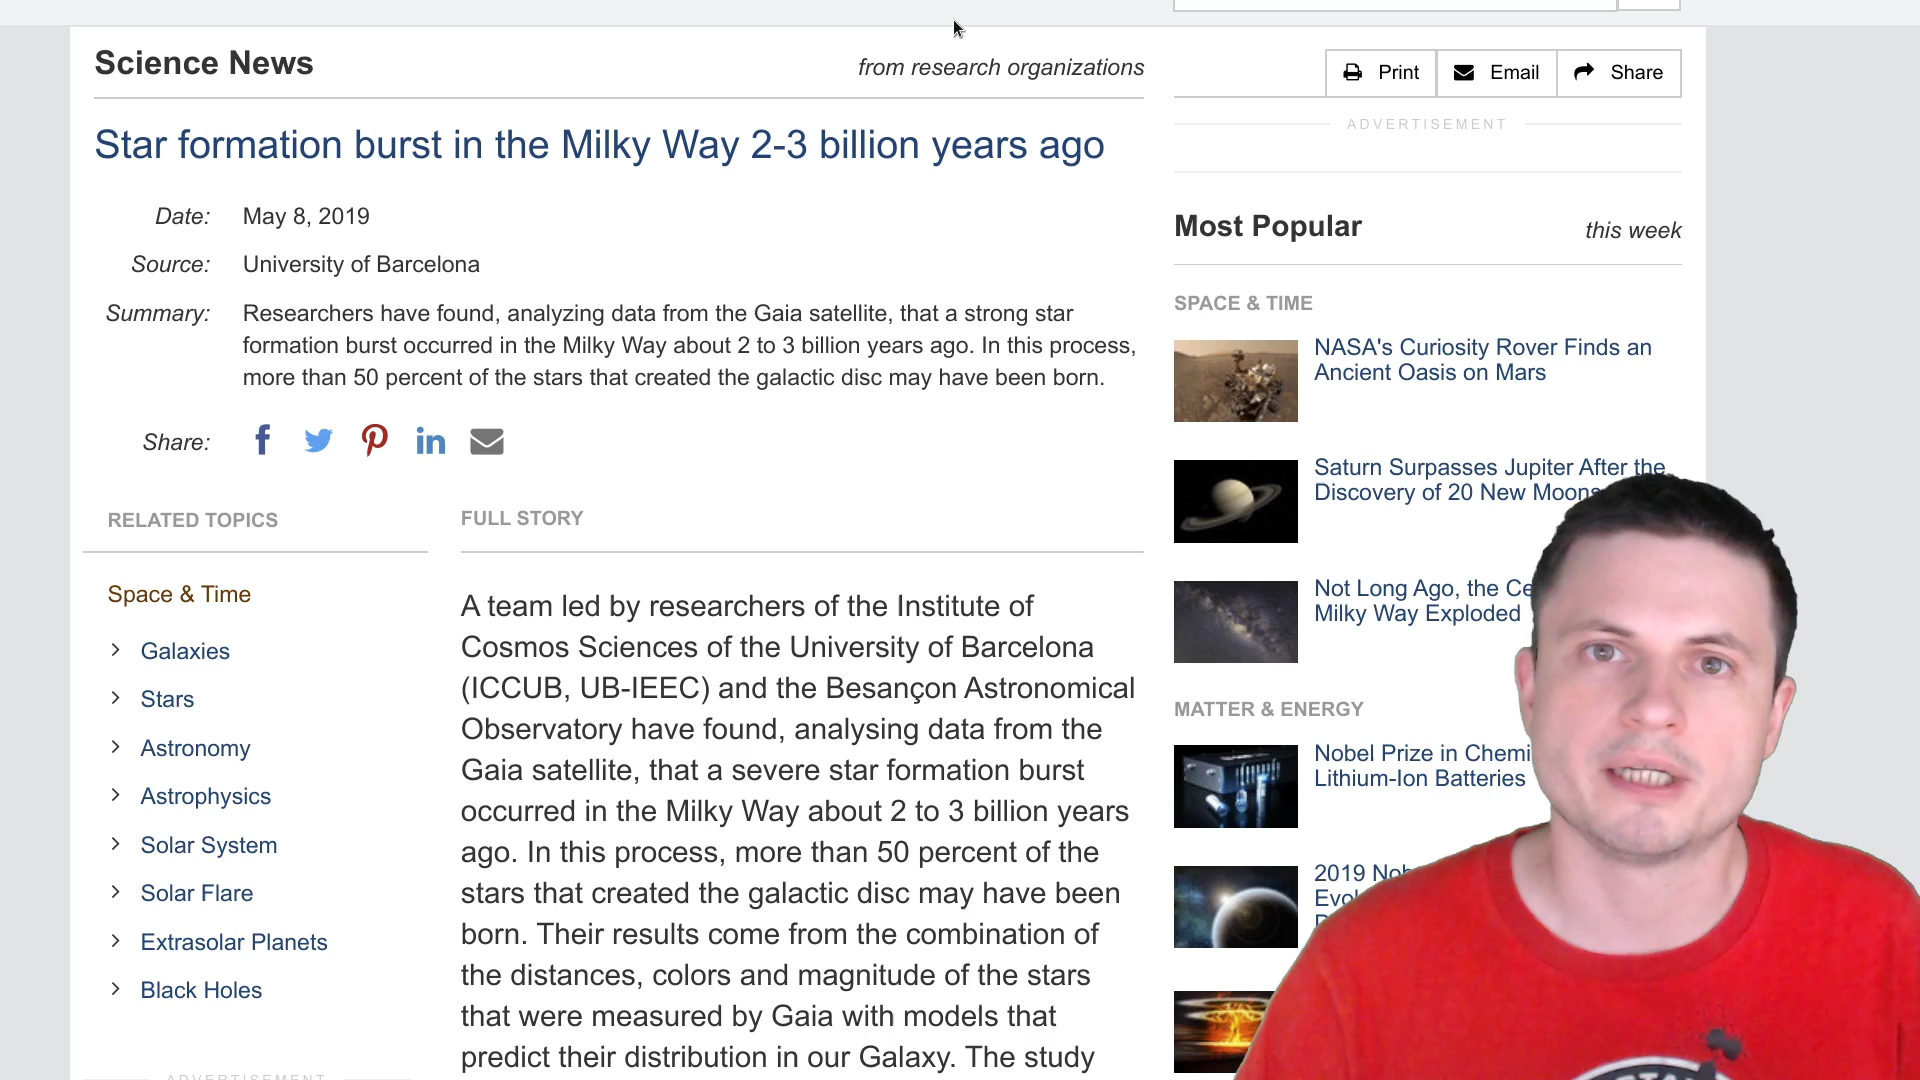 Science News
from research organizations
Print
Email
Share
Star formation burst in the Milky Way 2-3 billion years ago
Date: May 8, 2019
Source: University of Barcelona
Summary: Researchers have found, analyzing data from the Gaia satellite, that a strong star
formation burst occurred in the Milky Way about 2 to 3 billion years ago. In this process,
more than 50 percent of the stars that created the galactic disc may have been born.
Share:
RELATED TOPICS
Space & Time
Galaxies
Stars
Astronomy
Astrophysics
Solar System
Solar Flare
Extrasolar Planets
Black Holes
ADVERTISEMENT
FULL STORY
A team led by researchers of the Institute of
Cosmos Sciences of the University of Barcelona
(ICCUB, UB-IEEC) and the Besançon Astronomical
Observatory have found, analysing data from the
Gaia satellite, that a severe star formation burst
occurred in the Milky Way about 2 to 3 billion years
ago. In this process, more than 50 percent of the
stars that created the galactic disc may have been
born. Their results come from the combination of
the distances, colors and magnitude of the stars
that were measured by Gaia with models that
predict their distribution in our Galaxy. The study
ADVERTISEMENT
Most Popular
this week
SPACE & TIME
NASA's Curiosity Rover Finds an
Ancient Oasis on Mars
Saturn Surpasses Jupiter After the
Discovery of 20 New Moons
Not Long Ago, the
Milky Way Exploded
MATTER & ENERGY
Nobel Prize in
Lithium-Ion Batteries
2019